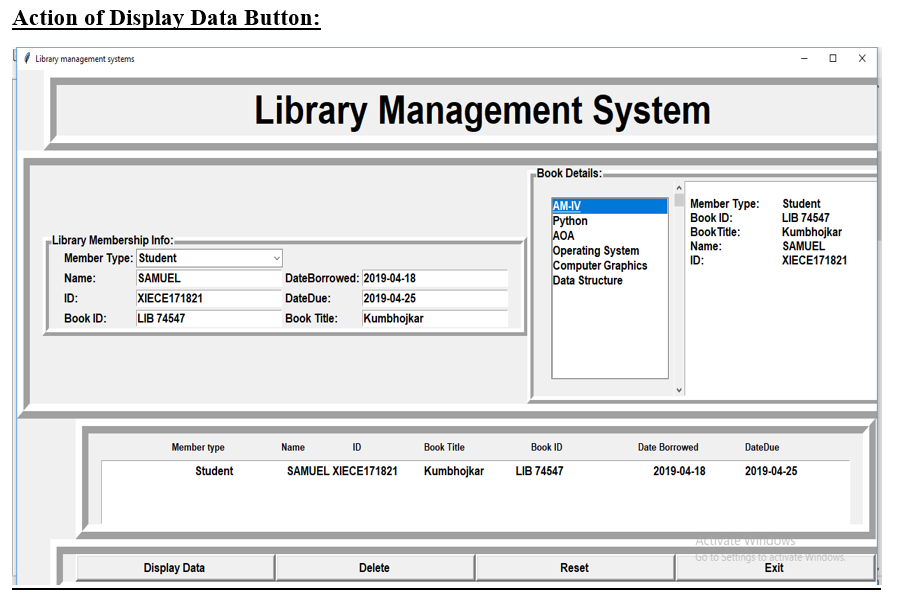 Action of Display Data Button:
Library management systems
Library Management System
Book Details:
AM-IV
Python
AOA
Operating System
Computer Graphics
Data Structure
Member Type: Student
Book ID: LIB 74547
BookTitle: Kumbhojkar
Name: SAMUEL
ID: XIECE171821
Library Membership Info:
Member Type: Student
Name: SAMUEL DateBorrowed: 2019-04-18
ID: XIECE171821 DateDue: 2019-04-25
Book ID: LIB 74547 Book Title: Kumbhojkar
Member type Name ID Book Title Book ID Date Borrowed DateDue
Student SAMUEL XIECE171821 Kumbhojkar LIB 74547 2019-04-18 2019-04-25
Activate Windows
Go to Settings to activate Windows.
Display Data Delete Reset Exit